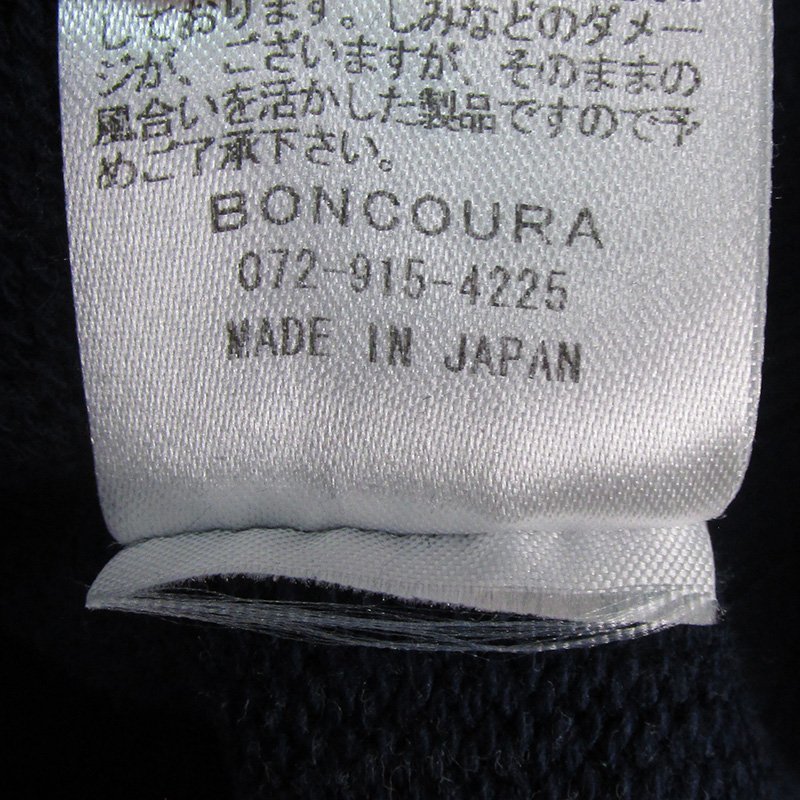 しております。しみなどのダメー
ジが、ございますが、そのままの
風合いを活かした製品ですので予
めご了承下さい。
BONCOURA
072-915-4225
MADE IN JAPAN